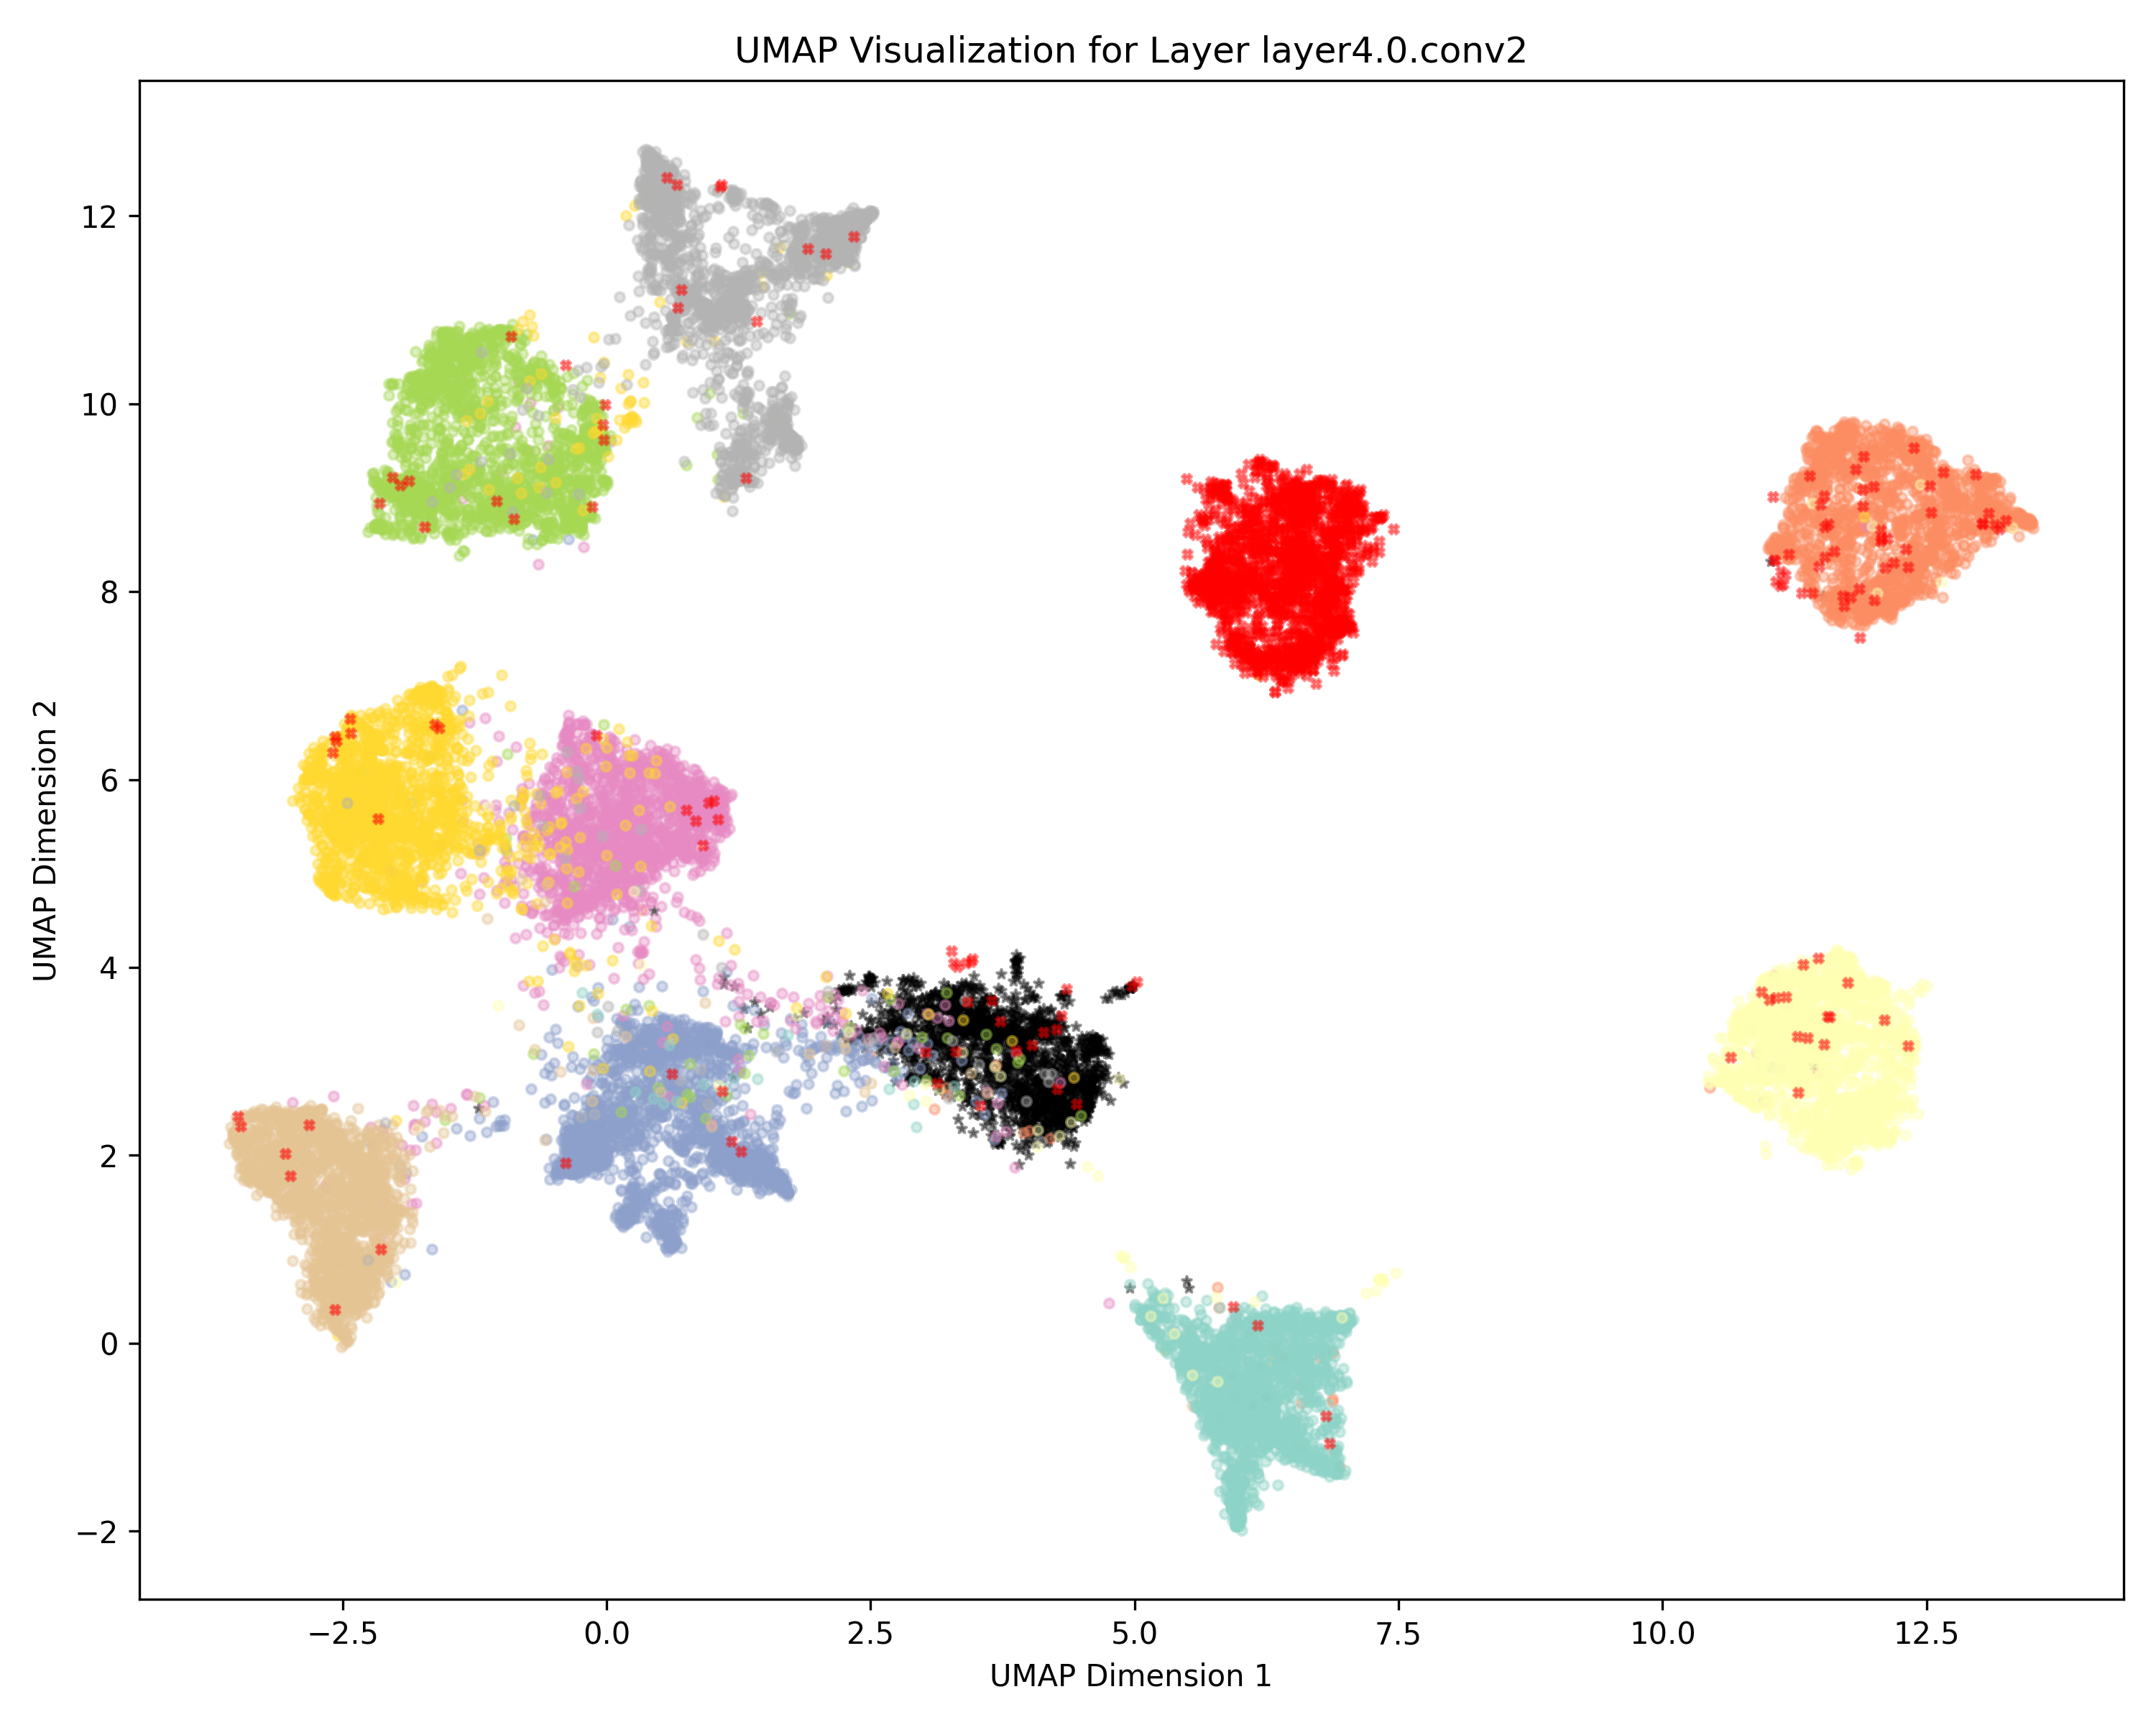 UMAP Visualization for Layer layer4.0.conv2
12
10
8
6
4
2
0
−2
UMAP Dimension 2
−2.5 0.0 2.5 5.0 7.5 10.0 12.5
UMAP Dimension 1